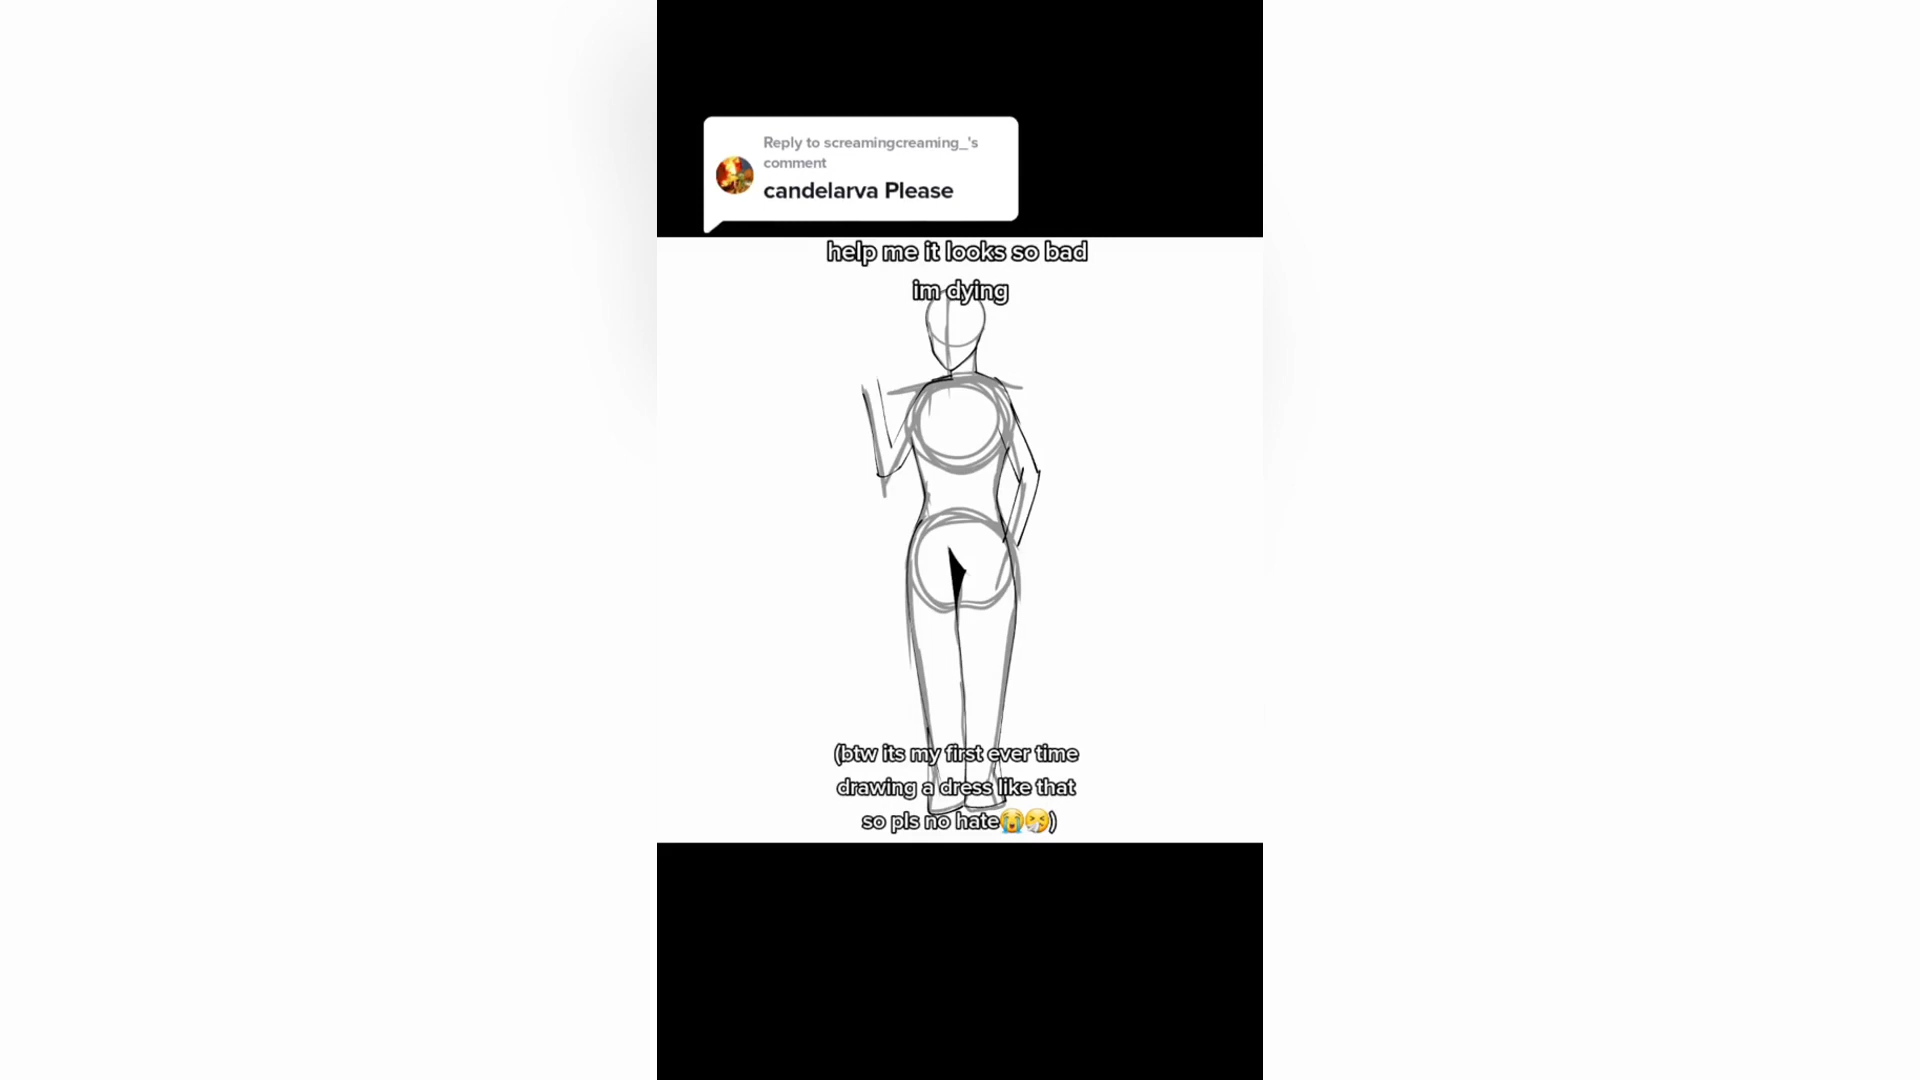 Reply to screamingcreaming_'s
comment
candelarva Please
help me it looks so bad
im dying
(btw its my first ever time
drawing a dress like that
so pls no hate😭🤧)